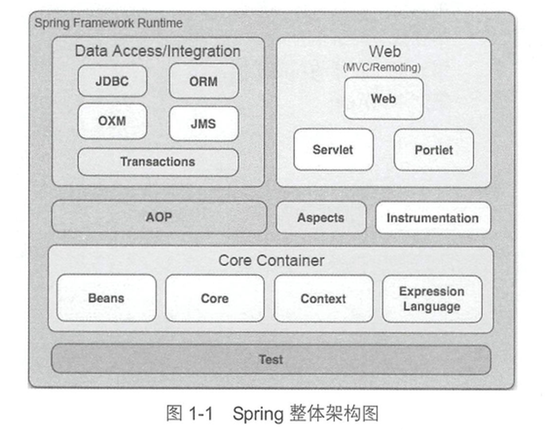 Spring Framework Runtime
Data Access/Integration
JDBC
ORM
OXM
JMS
Transactions
Web
(MVC/Remoting)
Web
Servlet
Portlet
AOP
Aspects
Instrumentation
Core Container
Beans
Core
Context
Expression
Language
Test
图 1-1 Spring 整体架构图